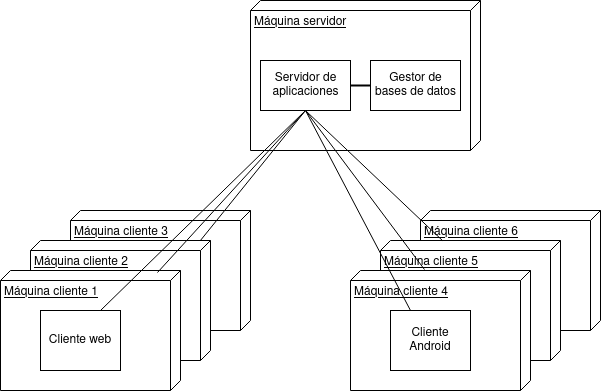 Máquina servidor
Servidor de
aplicaciones
Gestor de
bases de datos
Máquina cliente 3
Máquina cliente 2
Máquina cliente 1
Cliente web
Máquina cliente 6
Máquina cliente 5
Máquina cliente 4
Cliente
Android